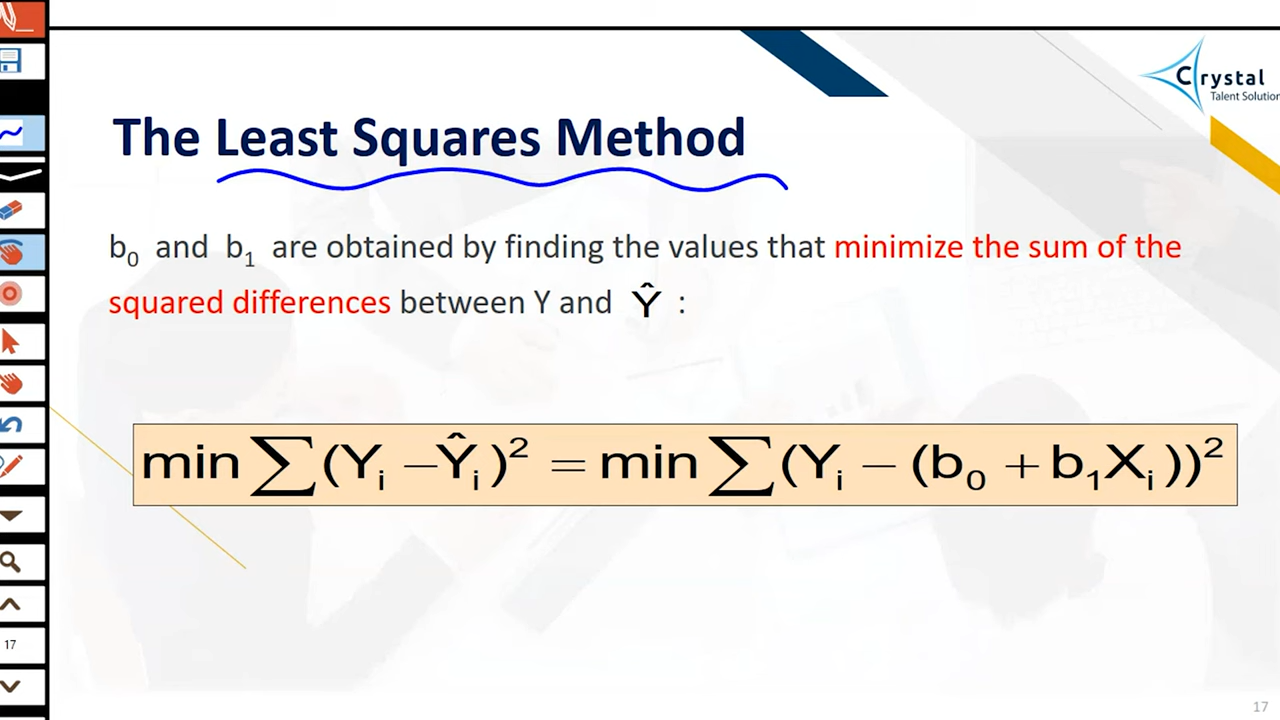 Crystal
Talent Solution
The Least Squares Method
b₀ and b₁ are obtained by finding the values that minimize the sum of the
squared differences between Y and Ŷ :
min ∑(Yᵢ −Ŷᵢ )² = min ∑(Yᵢ − (b₀ + b₁Xᵢ ))²
17
17